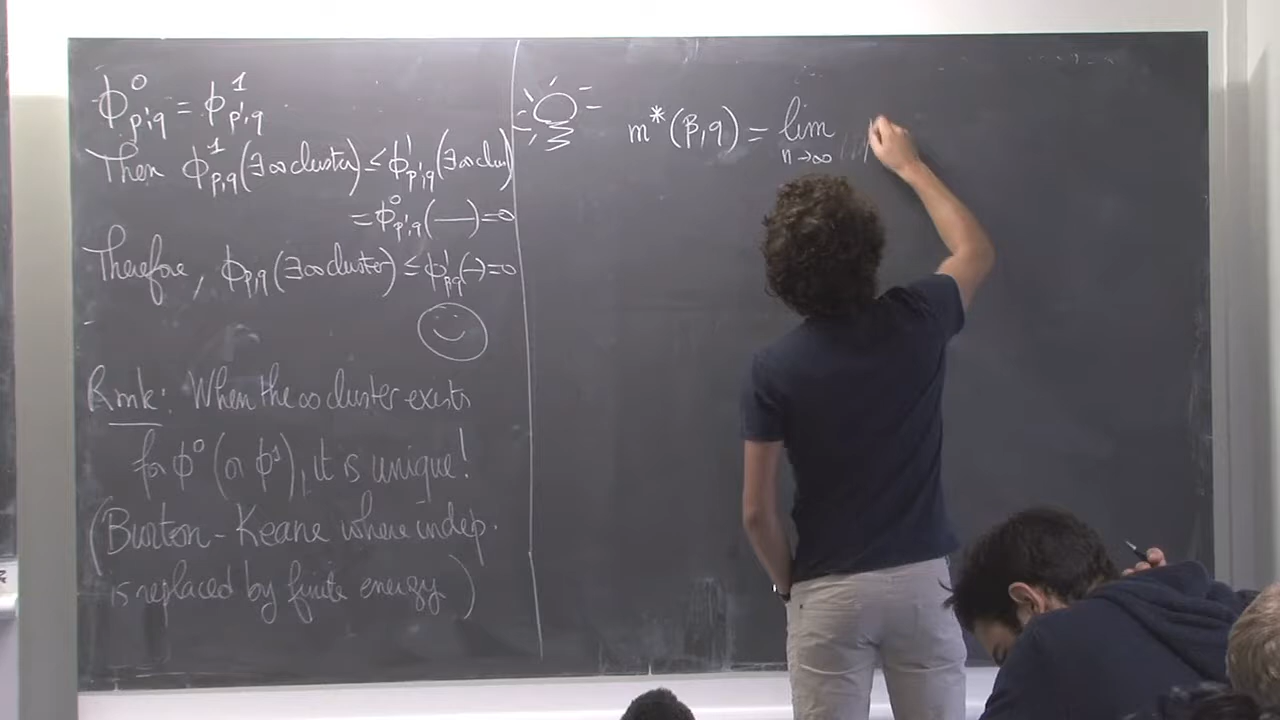 ϕ⁰_{p',q} = ϕ¹_{p',q}
Then ϕ¹_{p,q}(∃∞cluster) ≤ ϕ¹_{p',q}(∃∞clus)
= ϕ⁰_{p',q}(—) = 0
Therefore, ϕ_{p,q}(∃∞cluster) ≤ ϕ¹_{p,q}(—) = 0
Rmk: When the ∞ cluster exists
for ϕ⁰ (or ϕ¹), it is unique!
(Burton-Keane where indep.
is replaced by finite energy)
m*(β,q) = lim
n→∞